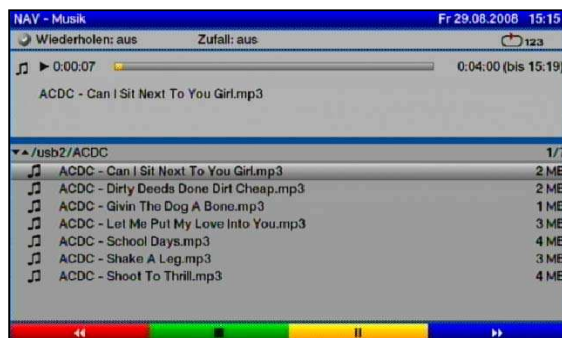 NAV - Musik Fr 29.08.2008 15:15
Wiederholen: aus Zufall: aus 123
0:00:07 0:04:00 (bis 15:19)
ACDC - Can I Sit Next To You Girl.mp3
/usb2/ACDC 1/7
ACDC - Can I Sit Next To You Girl.mp3 2 MB
ACDC - Dirty Deeds Done Dirt Cheap.mp3 2 MB
ACDC - Givin The Dog A Bone.mp3 1 MB
ACDC - Let Me Put My Love Into You.mp3 3 MB
ACDC - School Days.mp3 4 MB
ACDC - Shake A Leg.mp3 3 MB
ACDC - Shoot To Thrill.mp3 4 MB